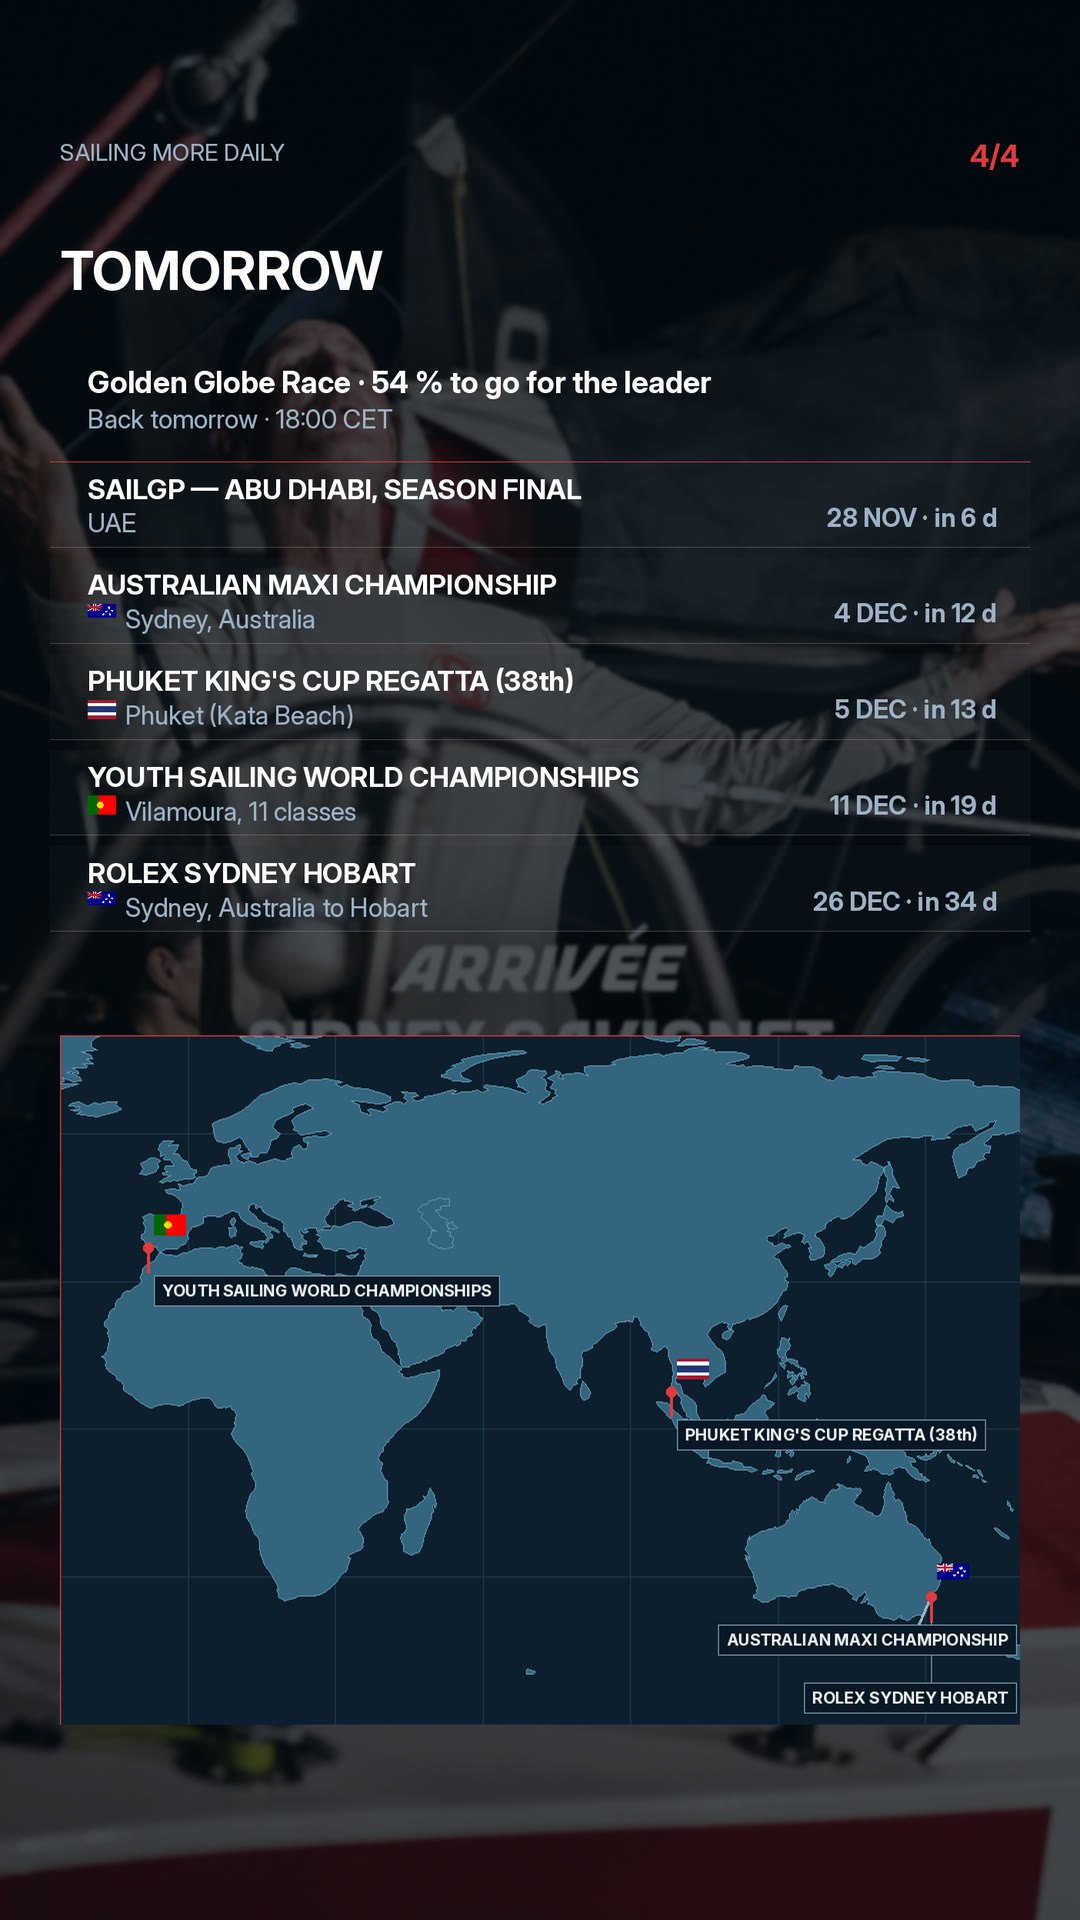 SAILING MORE DAILY
4/4
TOMORROW
Golden Globe Race · 54 % to go for the leader
Back tomorrow · 18:00 CET
SAILGP — ABU DHABI, SEASON FINAL
UAE
28 NOV · in 6 d
AUSTRALIAN MAXI CHAMPIONSHIP
Sydney, Australia
4 DEC · in 12 d
PHUKET KING'S CUP REGATTA (38th)
Phuket (Kata Beach)
5 DEC · in 13 d
YOUTH SAILING WORLD CHAMPIONSHIPS
Vilamoura, 11 classes
11 DEC · in 19 d
ROLEX SYDNEY HOBART
Sydney, Australia to Hobart
26 DEC · in 34 d
ARRIVÉE
YOUTH SAILING WORLD CHAMPIONSHIPS
PHUKET KING'S CUP REGATTA (38th)
AUSTRALIAN MAXI CHAMPIONSHIP
ROLEX SYDNEY HOBART